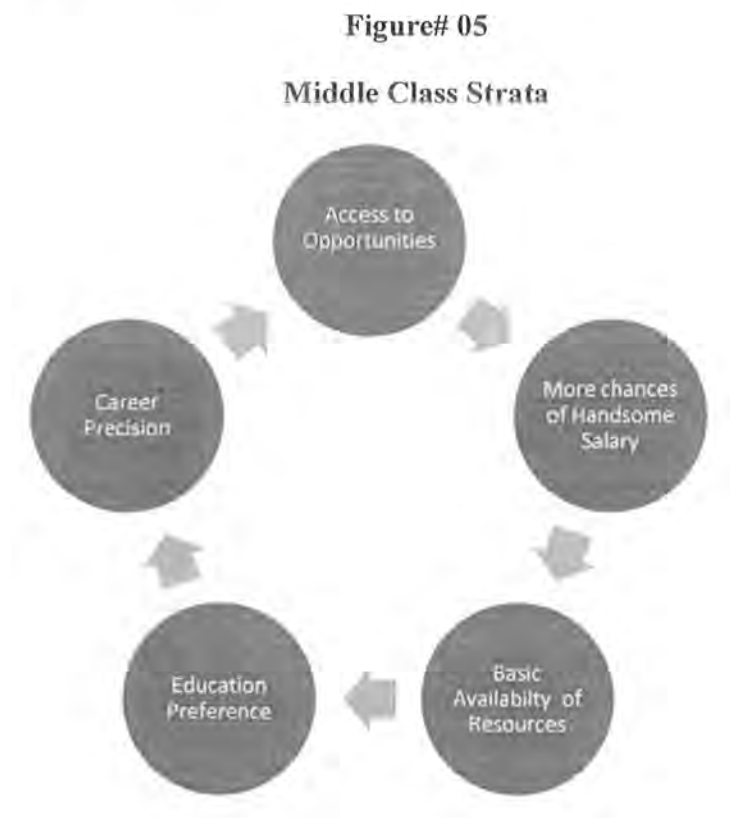 Figure# 05
Middle Class Strata
Access to
Opportunities
More chances
of Handsome
Salary
Basic
Availabilty of
Resources
Education
Preference
Career
Precision